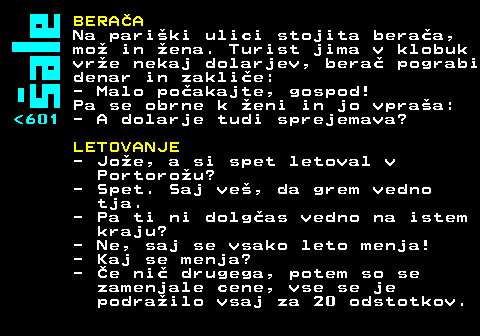 šale
<601
BERAČA
Na pariški ulici stojita berača,
mož in žena. Turist jima v klobuk
vrže nekaj dolarjev, berač pograbi
denar in zakliče:
- Malo počakajte, gospod!
Pa se obrne k ženi in jo vpraša:
- A dolarje tudi sprejemava?
LETOVANJE
- Jože, a si spet letoval v
Portorožu?
- Spet. Saj veš, da grem vedno
tja.
- Pa ti ni dolgčas vedno na istem
kraju?
- Ne, saj se vsako leto menja!
- Kaj se menja?
- Če nič drugega, potem so se
zamenjale cene, vse se je
podražilo vsaj za 20 odstotkov.